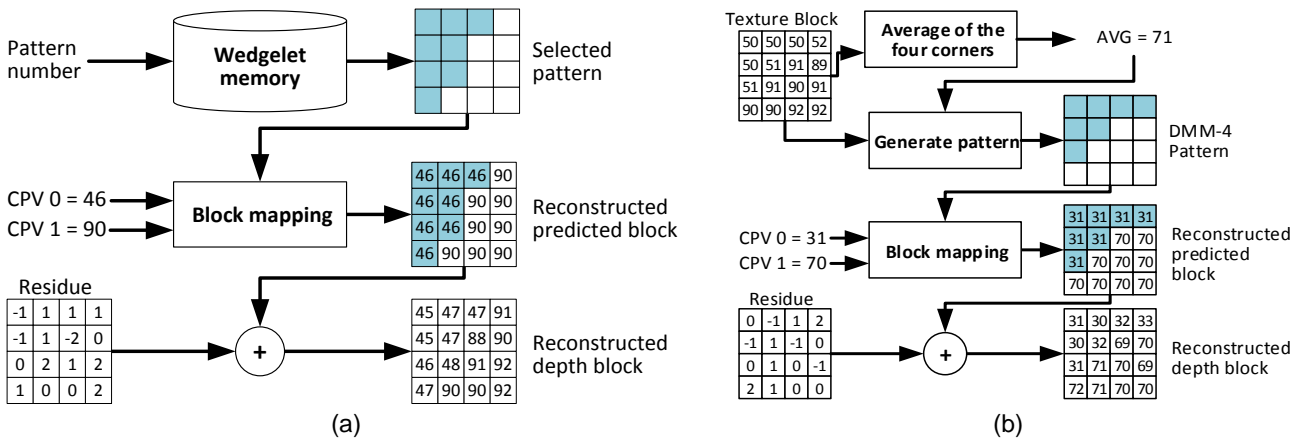 Pattern
number
Wedgelet
memory
Selected
pattern
CPV 0 = 46
CPV 1 = 90
Block mapping
46 46 46 90
46 46 90 90
46 46 90 90
46 90 90 90
Reconstructed
predicted block
Residue
-1 1 1 1
-1 1 -2 0
0 2 1 2
1 0 0 2
+
45 47 47 91
45 47 88 90
46 48 91 92
47 90 90 92
Reconstructed
depth block
(a)
Texture Block
50 50 50 52
50 51 91 89
51 91 90 91
90 90 92 92
Average of the
four corners
AVG = 71
Generate pattern
DMM-4
Pattern
CPV 0 = 31
CPV 1 = 70
Block mapping
31 31 31 31
31 31 70 70
31 70 70 70
70 70 70 70
Reconstructed
predicted
block
Residue
0 -1 1 2
-1 1 -1 0
0 1 0 -1
2 1 0 0
+
31 30 32 33
30 32 69 70
31 71 70 69
72 71 70 70
Reconstructed
depth block
(b)